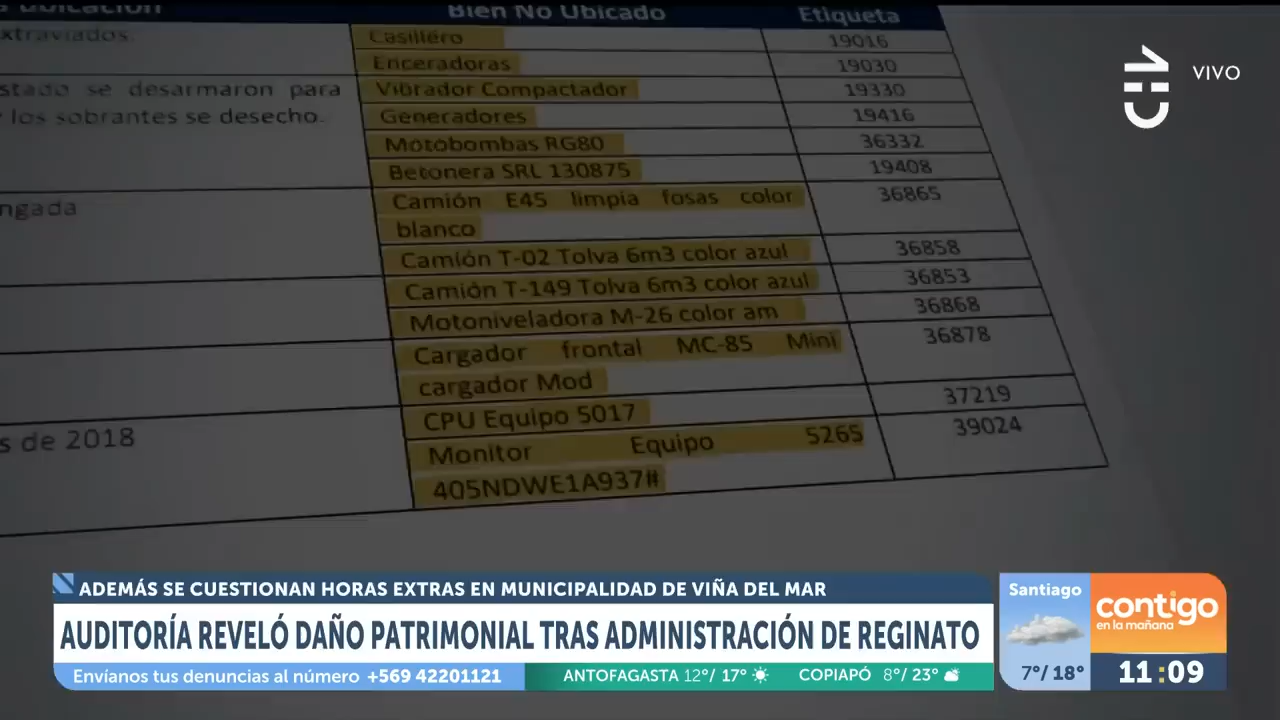 ubicación Bien No Ubicado Etiqueta
extraviados. Casillero 19016
Enceradoras 19030
stado se desarmaron para Vibrador Compactador 19330
los sobrantes se desecho. Generadores 19416
Motobombas RG80 36332
Betonera SRL 130875 19408
ngada Camión E45 limpia fosas color 36865
blanco
Camión T-02 Tolva 6m3 color azul 36858
Camión T-149 Tolva 6m3 color azul 36853
Motoniveladora M-26 color am 36868
Cargador frontal MC-85 Mini 36878
cargador Mod
CPU Equipo 5017 37219
s de 2018 Monitor Equipo 5265 39024
405NDWE1A937#
CHV VIVO
ADEMÁS SE CUESTIONAN HORAS EXTRAS EN MUNICIPALIDAD DE VIÑA DEL MAR
AUDITORÍA REVELÓ DAÑO PATRIMONIAL TRAS ADMINISTRACIÓN DE REGINATO
Envíanos tus denuncias al número +569 42201121
ANTOFAGASTA 12°/ 17° COPIAPÓ 8°/ 23°
Santiago
7°/ 18°
contigo
en la mañana
11:09